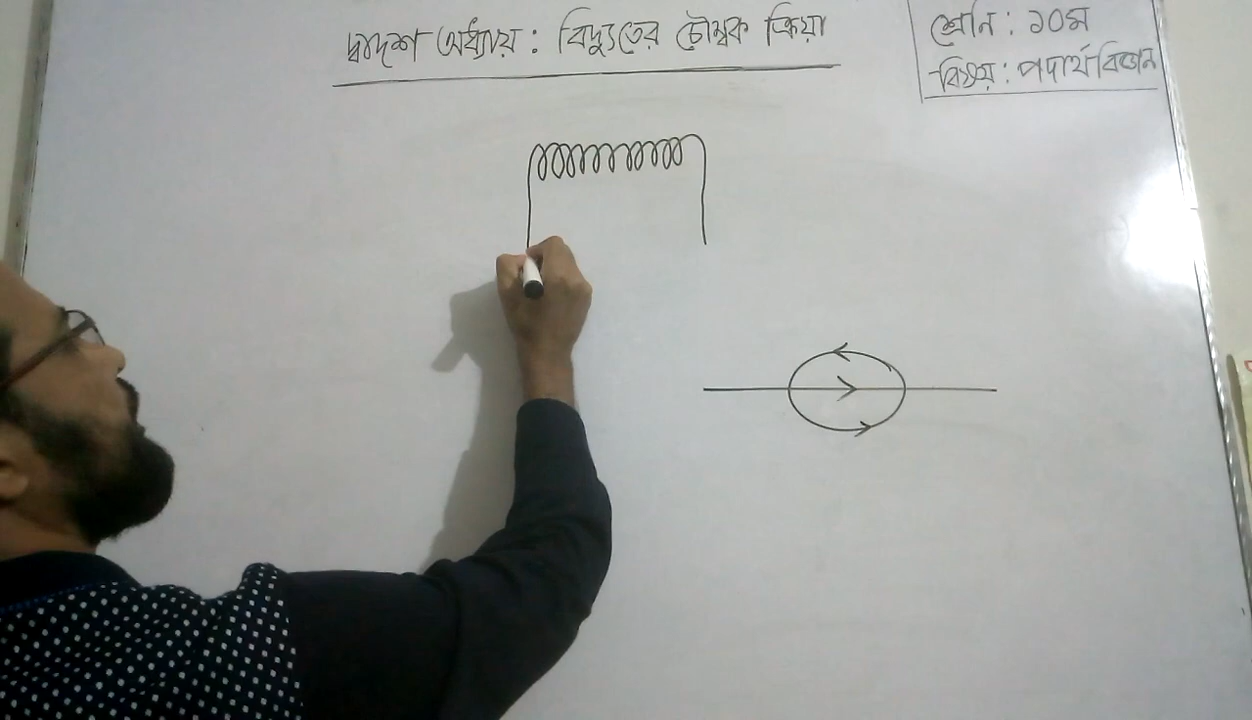 দ্বাদশ অধ্যায় : বিদ্যুতের চৌম্বক ক্রিয়া
শ্রেনি : ১০ম
বিষয় : পদার্থবিজ্ঞান